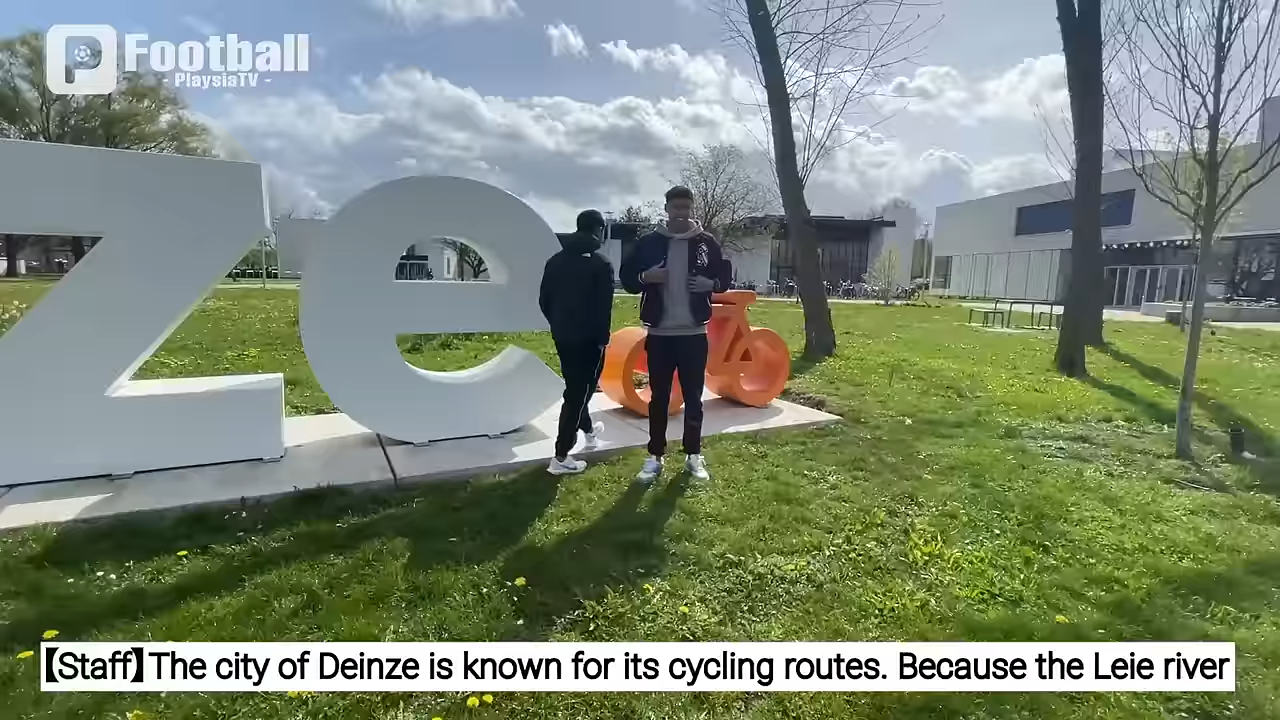 P Football
- PlaysiaTV -
ze
【Staff】The city of Deinze is known for its cycling routes. Because the Leie river